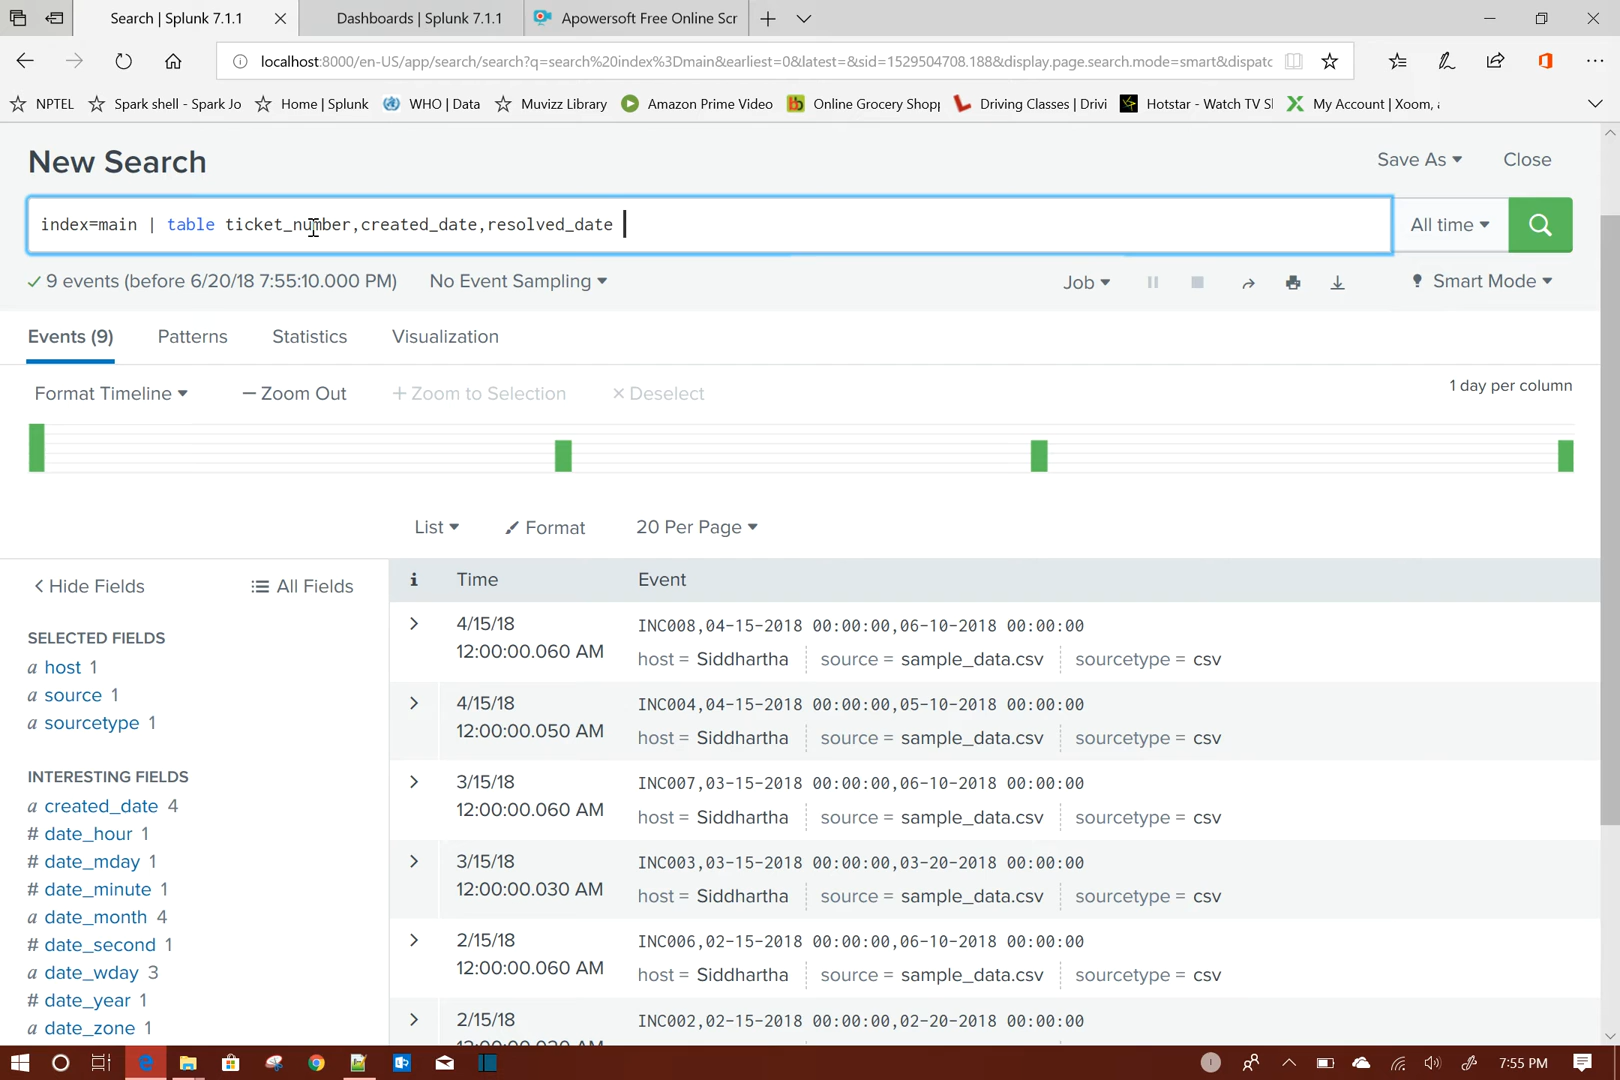 Search | Splunk 7.1.1
Dashboards | Splunk 7.1.1
Apowersoft Free Online Scr
localhost:8000/en-US/app/search/search?q=search%20index%3Dmain&earliest=0&latest=&sid=1529504708.188&display.page.search.mode=smart&dispatc
NPTEL
Spark shell - Spark Jo
Home | Splunk
WHO | Data
Muvizz Library
Amazon Prime Video
Online Grocery Shopp
Driving Classes | Drivi
Hotstar - Watch TV S
My Account | Xoom, a
New Search
Save As
Close
index=main | table ticket_number,created_date,resolved_date
All time
9 events (before 6/20/18 7:55:10.000 PM)
No Event Sampling
Job
Smart Mode
Events (9)
Patterns
Statistics
Visualization
Format Timeline
— Zoom Out
+ Zoom to Selection
× Deselect
1 day per column
List
Format
20 Per Page
< Hide Fields
All Fields
i
Time
Event
SELECTED FIELDS
a host 1
a source 1
a sourcetype 1
INTERESTING FIELDS
a created_date 4
# date_hour 1
# date_mday 1
# date_minute 1
a date_month 4
# date_second 1
a date_wday 3
# date_year 1
a date_zone 1
4/15/18
12:00:00.060 AM
INC008,04-15-2018 00:00:00,06-10-2018 00:00:00
host = Siddhartha
source = sample_data.csv
sourcetype = csv
4/15/18
12:00:00.050 AM
INC004,04-15-2018 00:00:00,05-10-2018 00:00:00
host = Siddhartha
source = sample_data.csv
sourcetype = csv
3/15/18
12:00:00.060 AM
INC007,03-15-2018 00:00:00,06-10-2018 00:00:00
host = Siddhartha
source = sample_data.csv
sourcetype = csv
3/15/18
12:00:00.030 AM
INC003,03-15-2018 00:00:00,03-20-2018 00:00:00
host = Siddhartha
source = sample_data.csv
sourcetype = csv
2/15/18
12:00:00.060 AM
INC006,02-15-2018 00:00:00,06-10-2018 00:00:00
host = Siddhartha
source = sample_data.csv
sourcetype = csv
2/15/18
INC002,02-15-2018 00:00:00,02-20-2018 00:00:00
7:55 PM